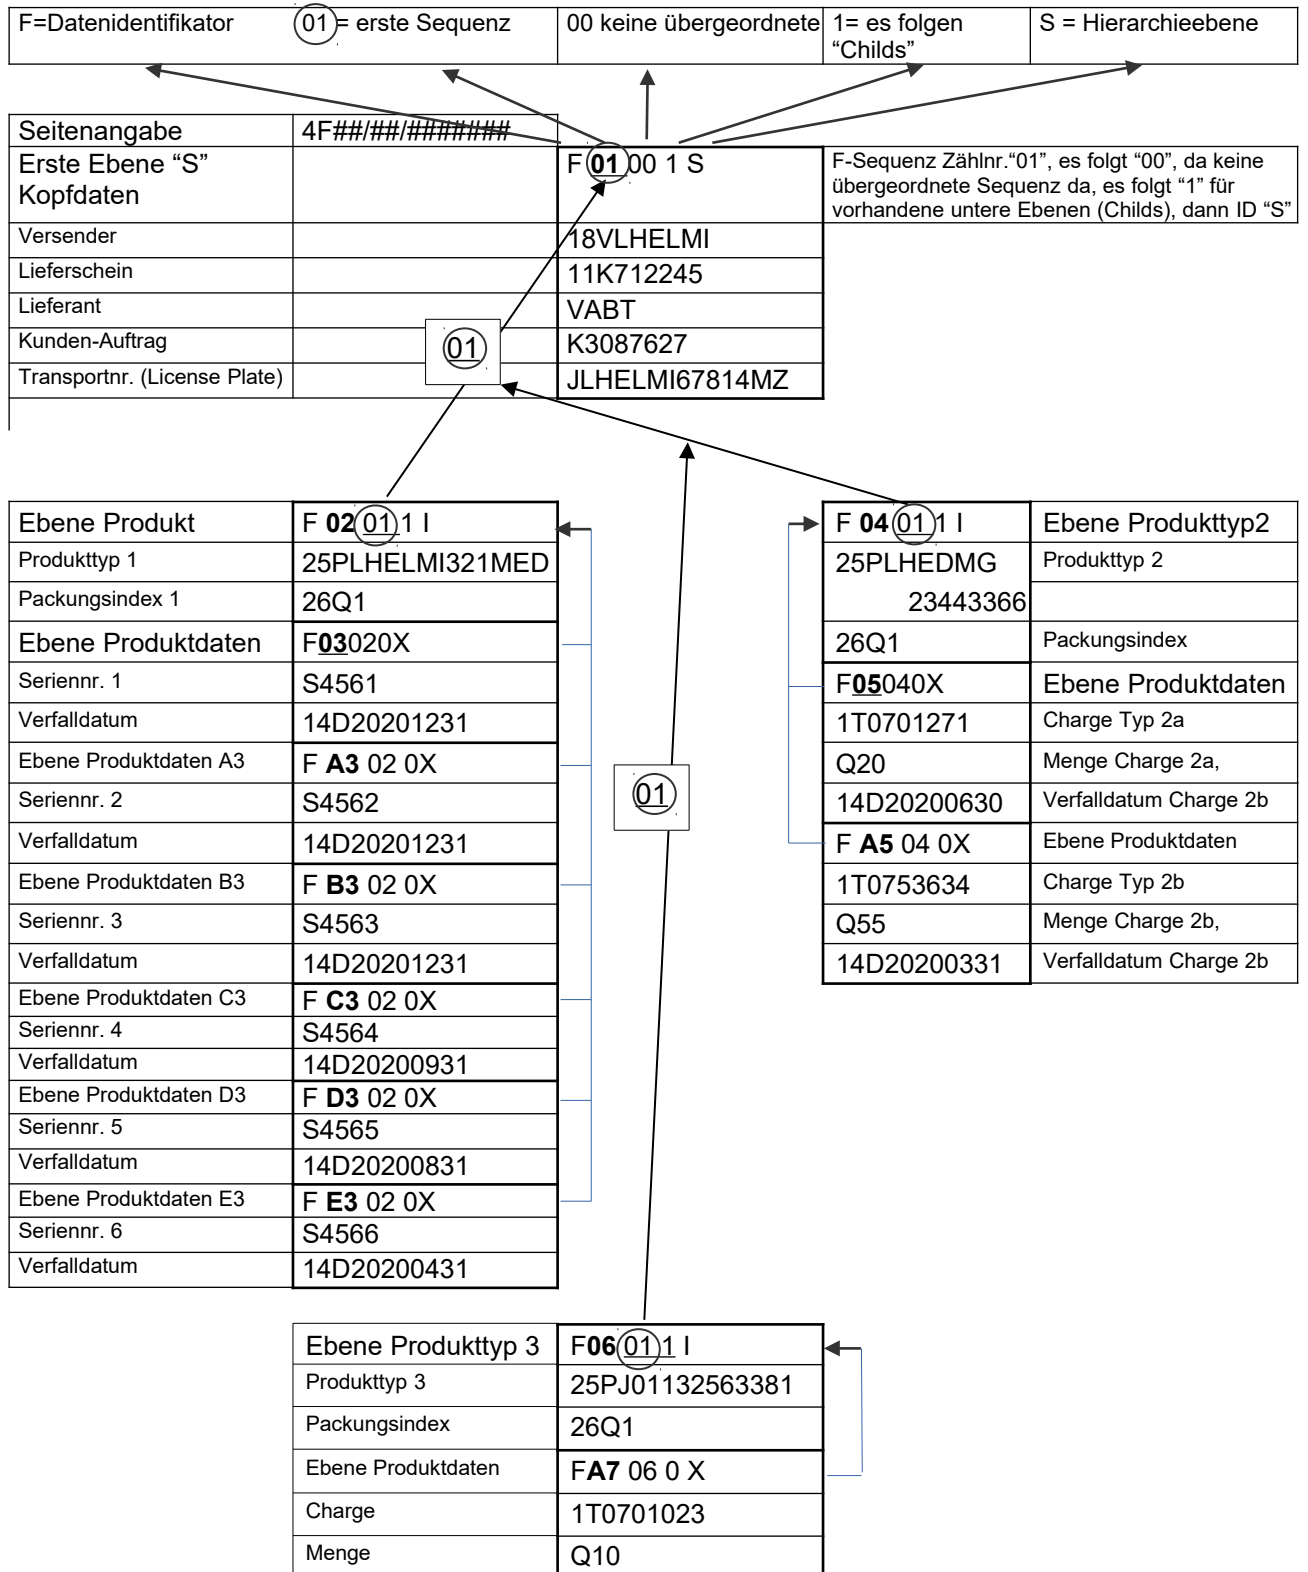 F=Datenidentifikator 01 = erste Sequenz 00 keine übergeordnete 1= es folgen S = Hierarchieebene
“Childs”
Seitenangabe 4F##/##/#######
Erste Ebene “S” F 01 00 1 S F-Sequenz Zählnr.“01”, es folgt “00”, da keine
Kopfdaten übergeordnete Sequenz da, es folgt “1” für
vorhandene untere Ebenen (Childs), dann ID “S”
Versender 18VLHELMI
Lieferschein 11K712245
Lieferant VABT
Kunden-Auftrag 01 K3087627
Transportnr. (License Plate) JLHELMI67814MZ
Ebene Produkt F 02 01 1 I
Produkttyp 1 25PLHELMI321MED
Packungsindex 1 26Q1
Ebene Produktdaten F03020X
Seriennr. 1 S4561
Verfalldatum 14D20201231
Ebene Produktdaten A3 F A3 02 0X
Seriennr. 2 S4562
Verfalldatum 14D20201231
Ebene Produktdaten B3 F B3 02 0X
Seriennr. 3 S4563
Verfalldatum 14D20201231
Ebene Produktdaten C3 F C3 02 0X
Seriennr. 4 S4564
Verfalldatum 14D20200931
Ebene Produktdaten D3 F D3 02 0X
Seriennr. 5 S4565
Verfalldatum 14D20200831
Ebene Produktdaten E3 F E3 02 0X
Seriennr. 6 S4566
Verfalldatum 14D20200431
01
F 04 01 1 I Ebene Produkttyp2
25PLHEDMG Produkttyp 2
23443366
26Q1 Packungsindex
F05040X Ebene Produktdaten
1T0701271 Charge Typ 2a
Q20 Menge Charge 2a,
14D20200630 Verfalldatum Charge 2b
F A5 04 0X Ebene Produktdaten
1T0753634 Charge Typ 2b
Q55 Menge Charge 2b,
14D20200331 Verfalldatum Charge 2b
Ebene Produkttyp 3 F06 01 1 I
Produkttyp 3 25PJ01132563381
Packungsindex 26Q1
Ebene Produktdaten FA7 06 0 X
Charge 1T0701023
Menge Q10